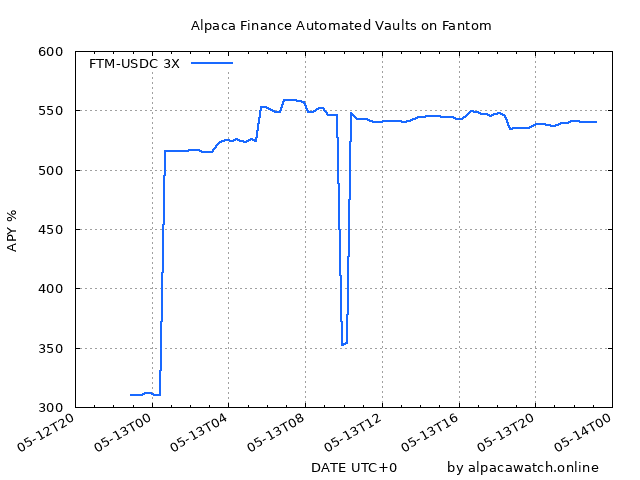 Alpaca Finance Automated Vaults on Fantom
FTM-USDC 3X
600
550
500
450
400
350
300
APY %
05-12T20
05-13T00
05-13T04
05-13T08
05-13T12
05-13T16
05-13T20
05-14T00
DATE UTC+0
by alpacawatch.online